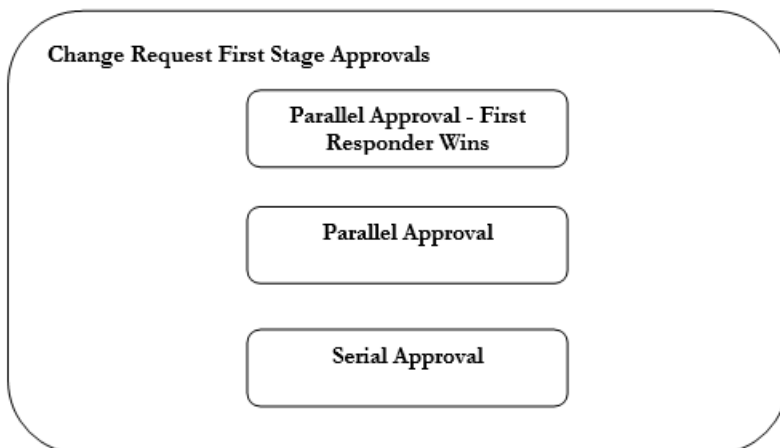 Change Request First Stage Approvals
Parallel Approval - First
Responder Wins
Parallel Approval
Serial Approval